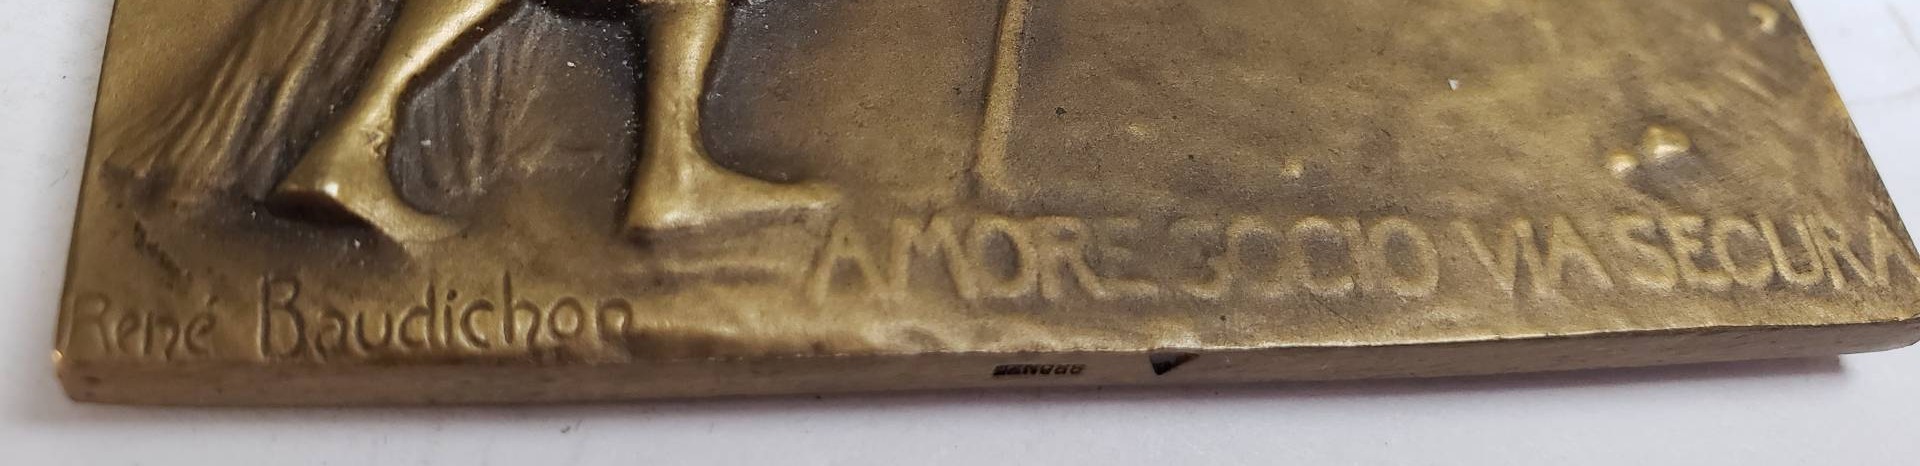 AMORE SOCIO VIA SECURA
René Baudichon
BRONZE